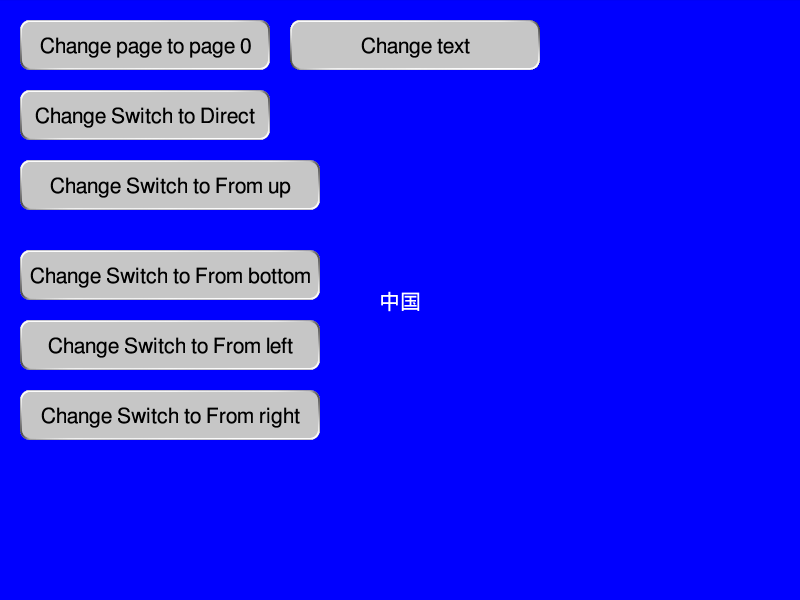 Change page to page 0
Change text
Change Switch to Direct
Change Switch to From up
Change Switch to From bottom
中国
Change Switch to From left
Change Switch to From right